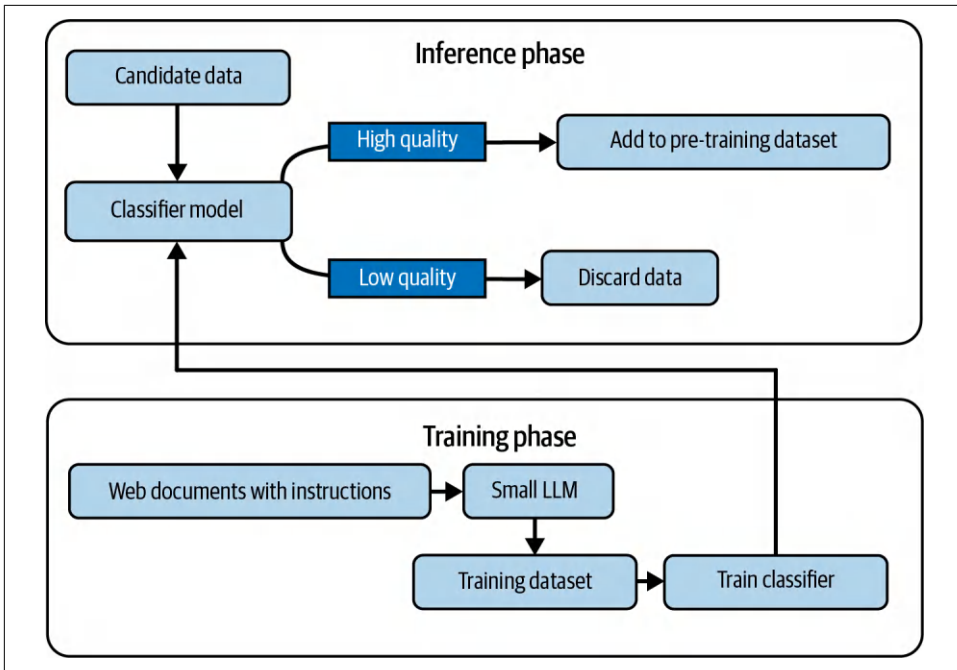 Inference phase
Candidate data
High quality
Add to pre-training dataset
Classifier model
Low quality
Discard data
Training phase
Web documents with instructions
Small LLM
Training dataset
Train classifier